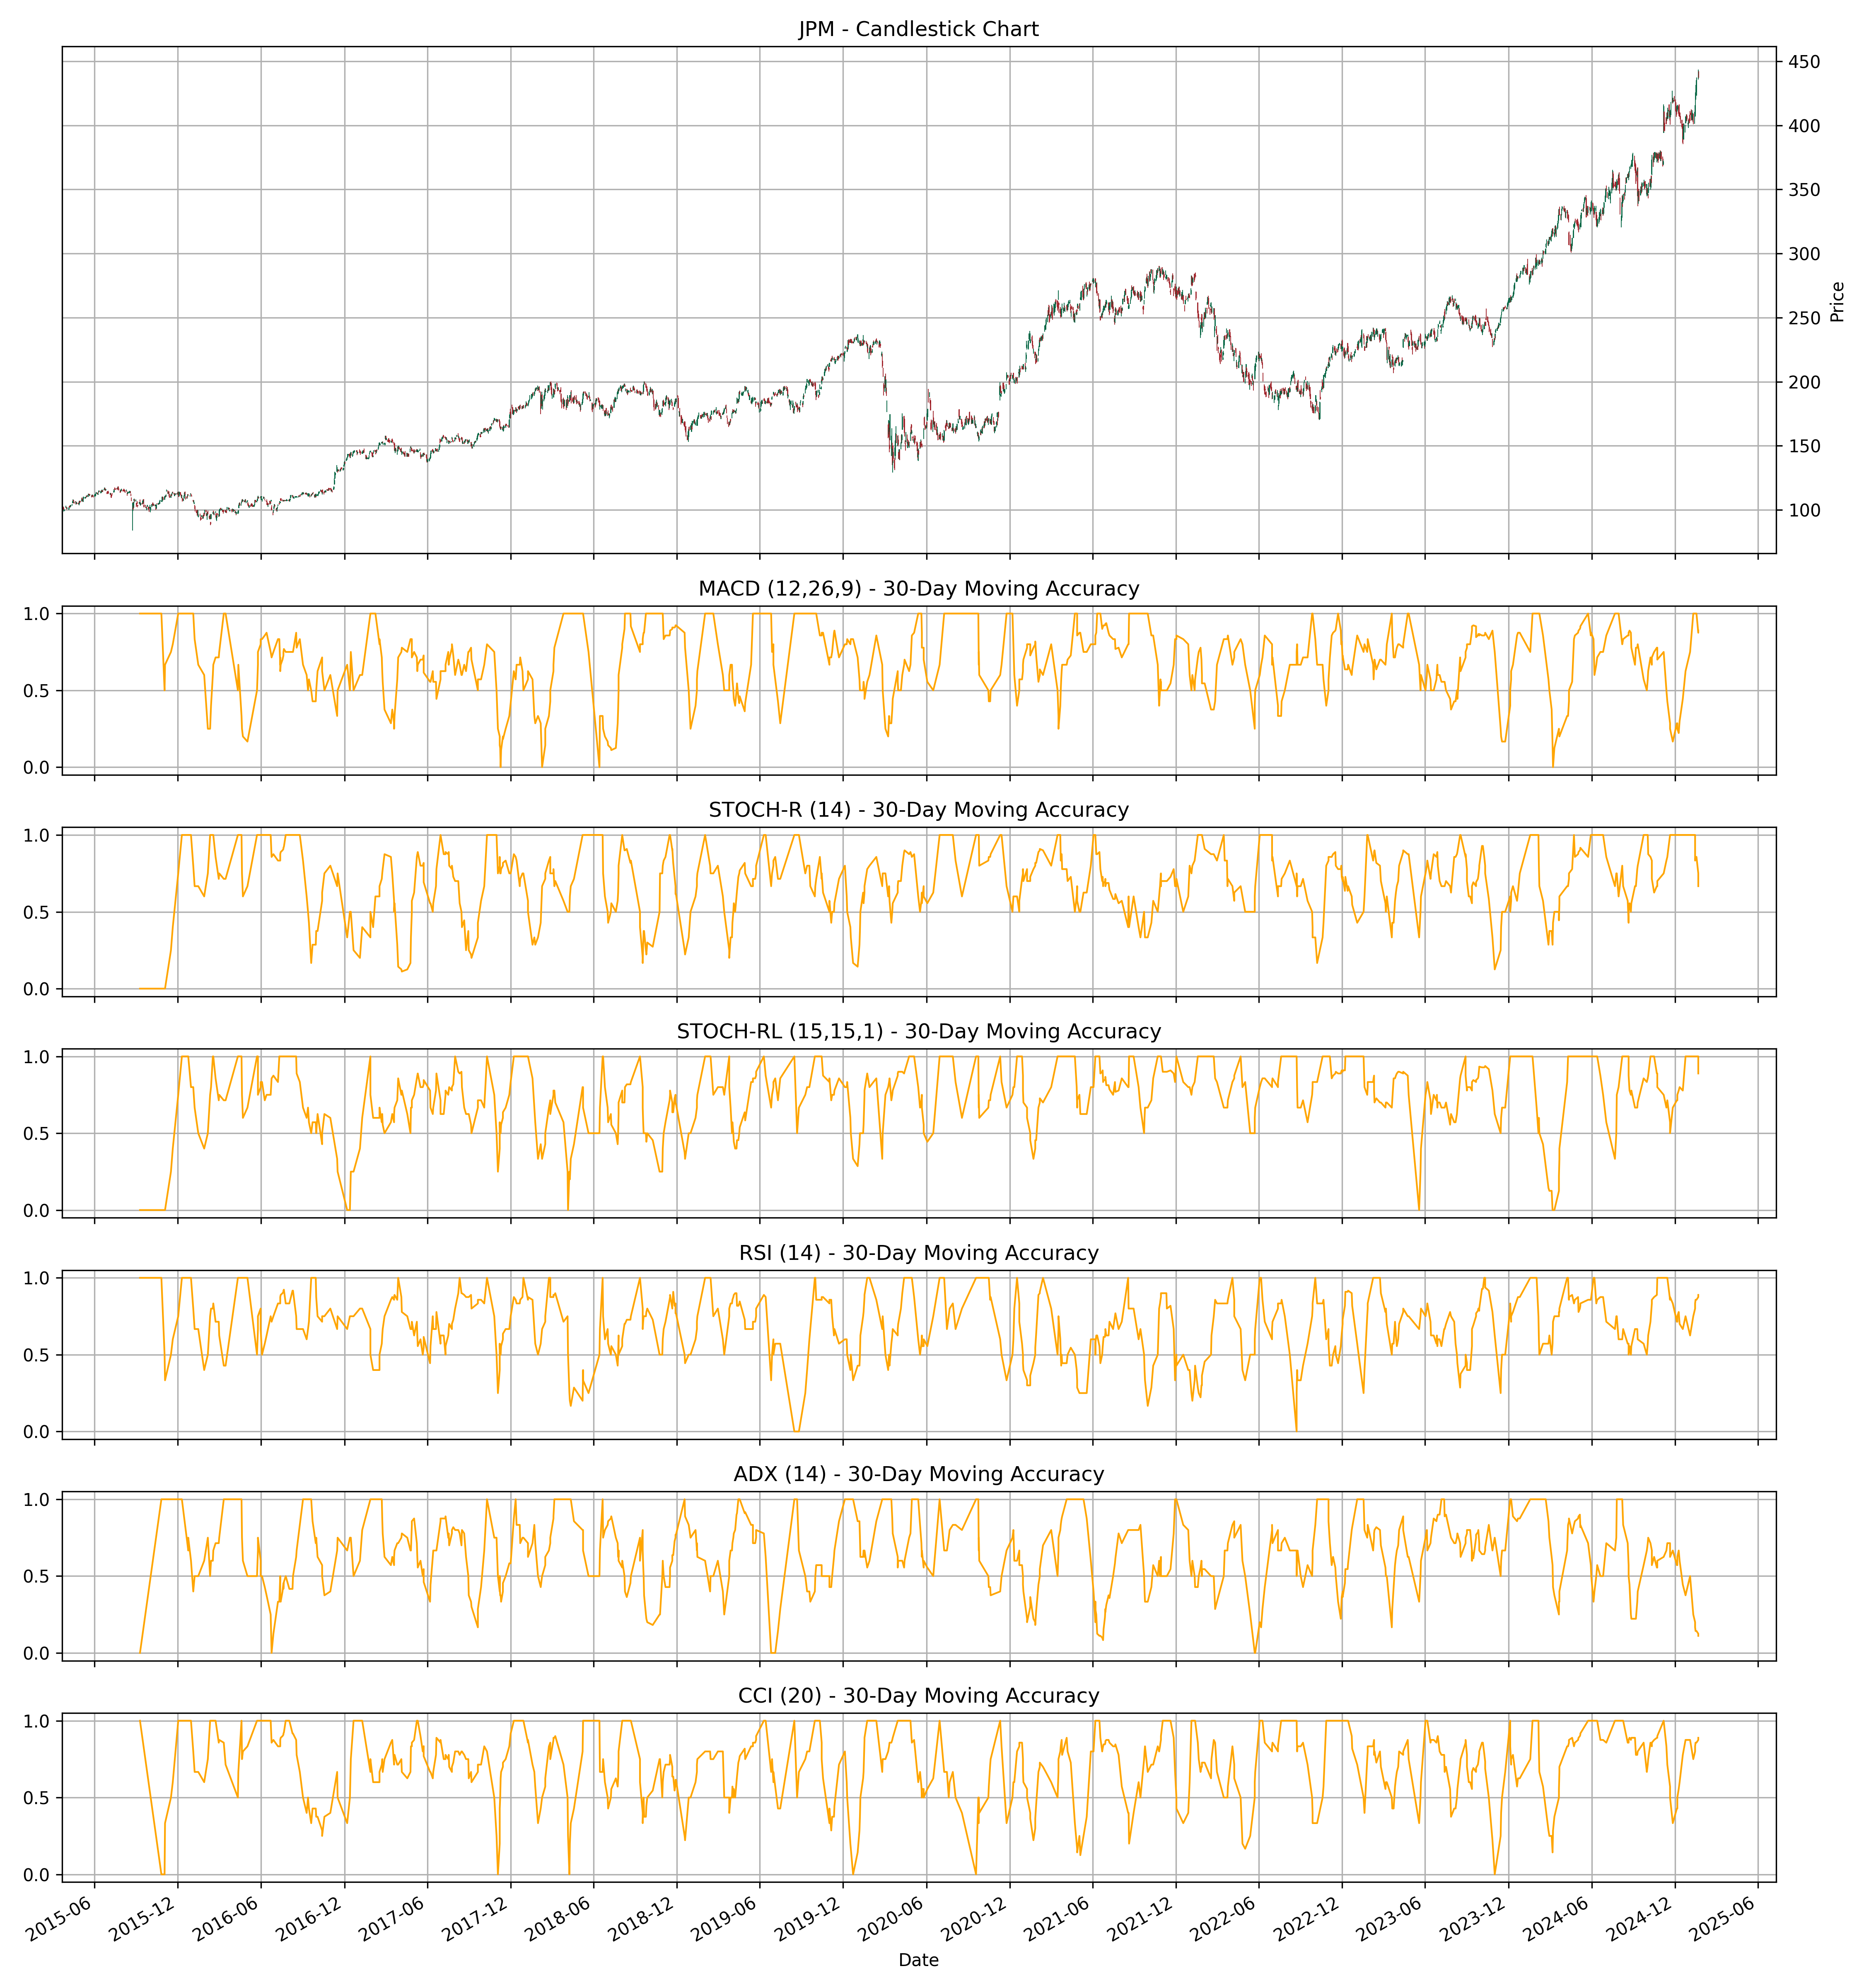 JPM - Candlestick Chart
450
400
350
300
250
200
150
100
Price
MACD (12,26,9) - 30-Day Moving Accuracy
1.0
0.5
0.0
STOCH-R (14) - 30-Day Moving Accuracy
1.0
0.5
0.0
STOCH-RL (15,15,1) - 30-Day Moving Accuracy
1.0
0.5
0.0
RSI (14) - 30-Day Moving Accuracy
1.0
0.5
0.0
ADX (14) - 30-Day Moving Accuracy
1.0
0.5
0.0
CCI (20) - 30-Day Moving Accuracy
1.0
0.5
0.0
2015-06 2015-12 2016-06 2016-12 2017-06 2017-12 2018-06 2018-12 2019-06 2019-12 2020-06 2020-12 2021-06 2021-12 2022-06 2022-12 2023-06 2023-12 2024-06 2024-12 2025-06
Date